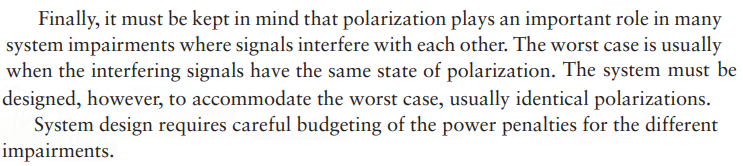 Finally, it must be kept in mind that polarization plays an important role in many
system impairments where signals interfere with each other. The worst case is usually
when the interfering signals have the same state of polarization. The system must be
designed, however, to accommodate the worst case, usually identical polarizations.
System design requires careful budgeting of the power penalties for the different
impairments.